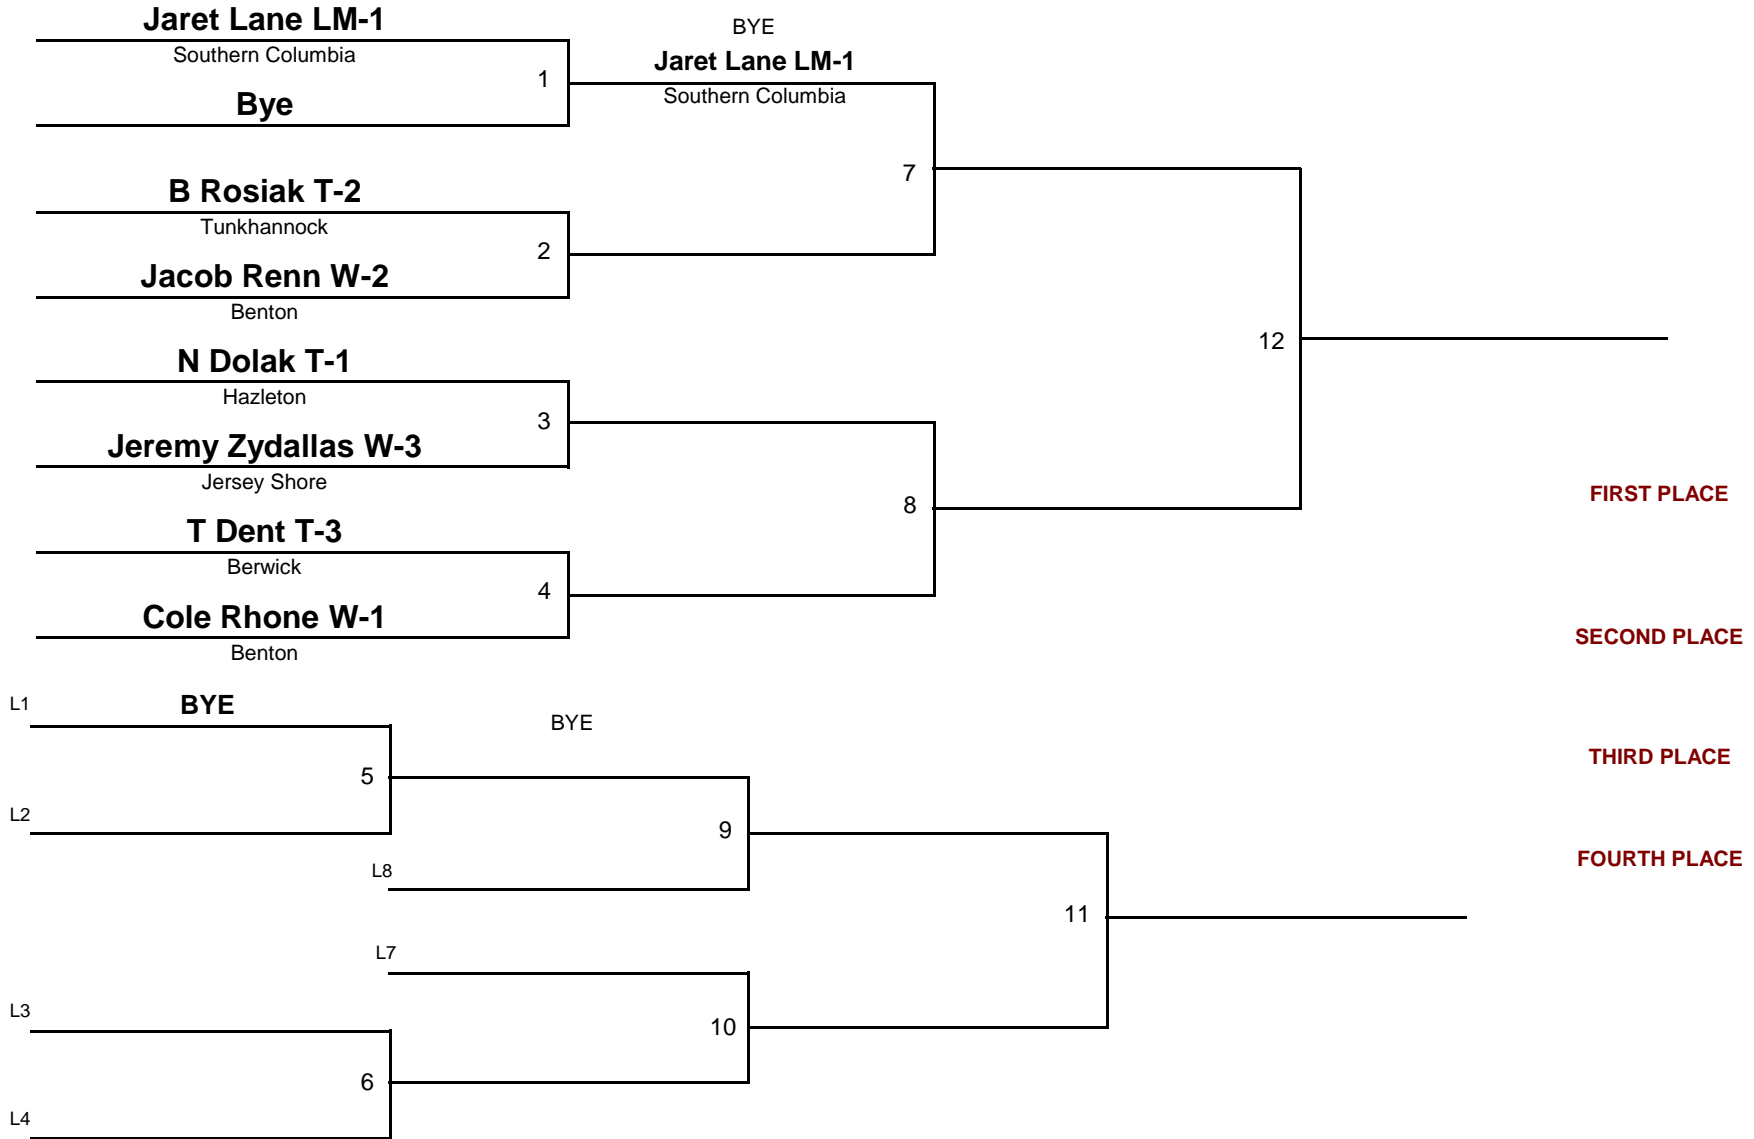 Jaret Lane LM-1
Southern Columbia
1
Bye
BYE
Jaret Lane LM-1
Southern Columbia
7
B Rosiak T-2
Tunkhannock
2
Jacob Renn W-2
Benton
12
N Dolak T-1
Hazleton
3
Jeremy Zydallas W-3
Jersey Shore
8
FIRST PLACE
T Dent T-3
Berwick
4
Cole Rhone W-1
Benton
SECOND PLACE
L1
BYE
BYE
5
THIRD PLACE
L2
9
L8
FOURTH PLACE
11
L7
L3
10
6
L4